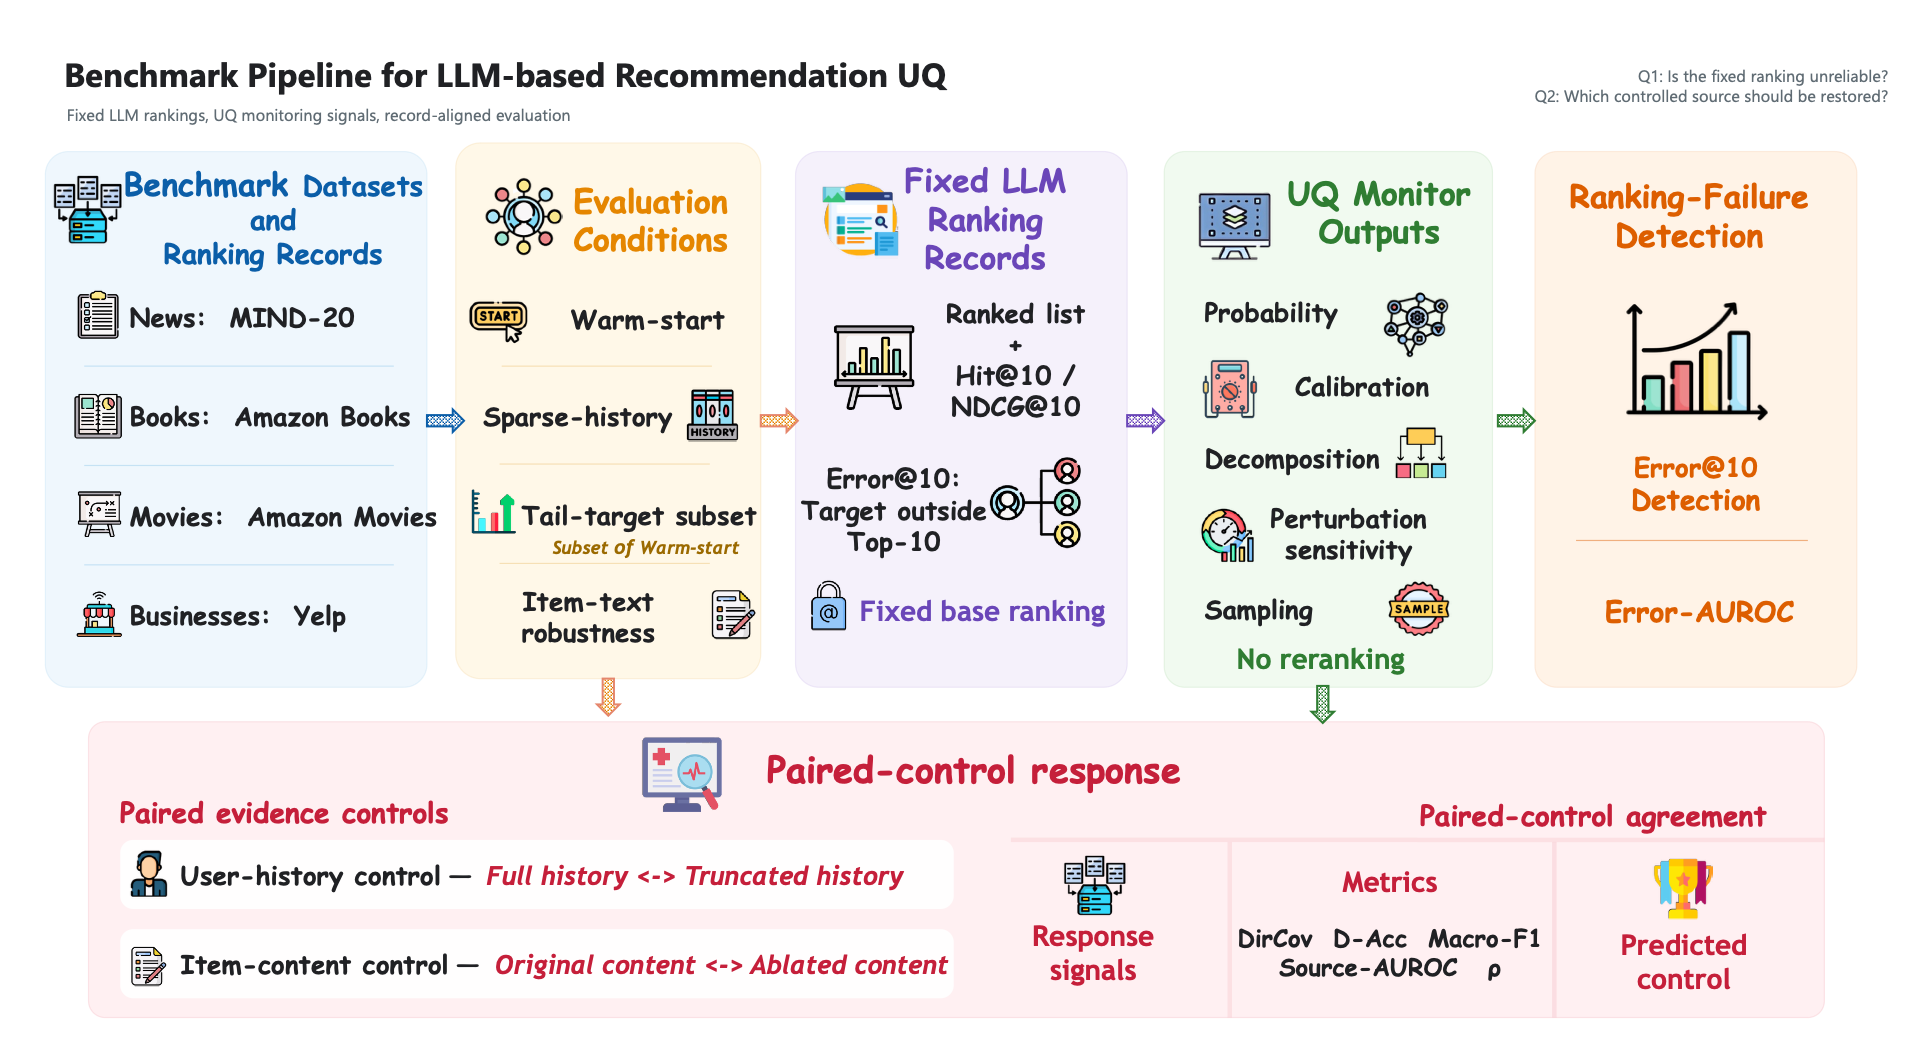 Benchmark Pipeline for LLM-based Recommendation UQ
Fixed LLM rankings, UQ monitoring signals, record-aligned evaluation
Q1: Is the fixed ranking unreliable?
Q2: Which controlled source should be restored?
Benchmark Datasets
and
Ranking Records
News: MIND-20
Books: Amazon Books
Movies: Amazon Movies
Businesses: Yelp
Evaluation
Conditions
START
Warm-start
Sparse-history
HISTORY
Tail-target subset
Subset of Warm-start
Item-text
robustness
Fixed LLM
Ranking
Records
Ranked list
+
Hit@10 /
NDCG@10
Error@10:
Target outside
Top-10
@
Fixed base ranking
UQ Monitor
Outputs
Probability
Calibration
Decomposition
Perturbation
sensitivity
Sampling
SAMPLE
No reranking
Ranking-Failure
Detection
Error@10
Detection
Error-AUROC
Paired-control response
Paired evidence controls
User-history control — Full history <-> Truncated history
Item-content control — Original content <-> Ablated content
Paired-control agreement
Response
signals
Metrics
DirCov D-Acc Macro-F1
Source-AUROC ρ
Predicted
control